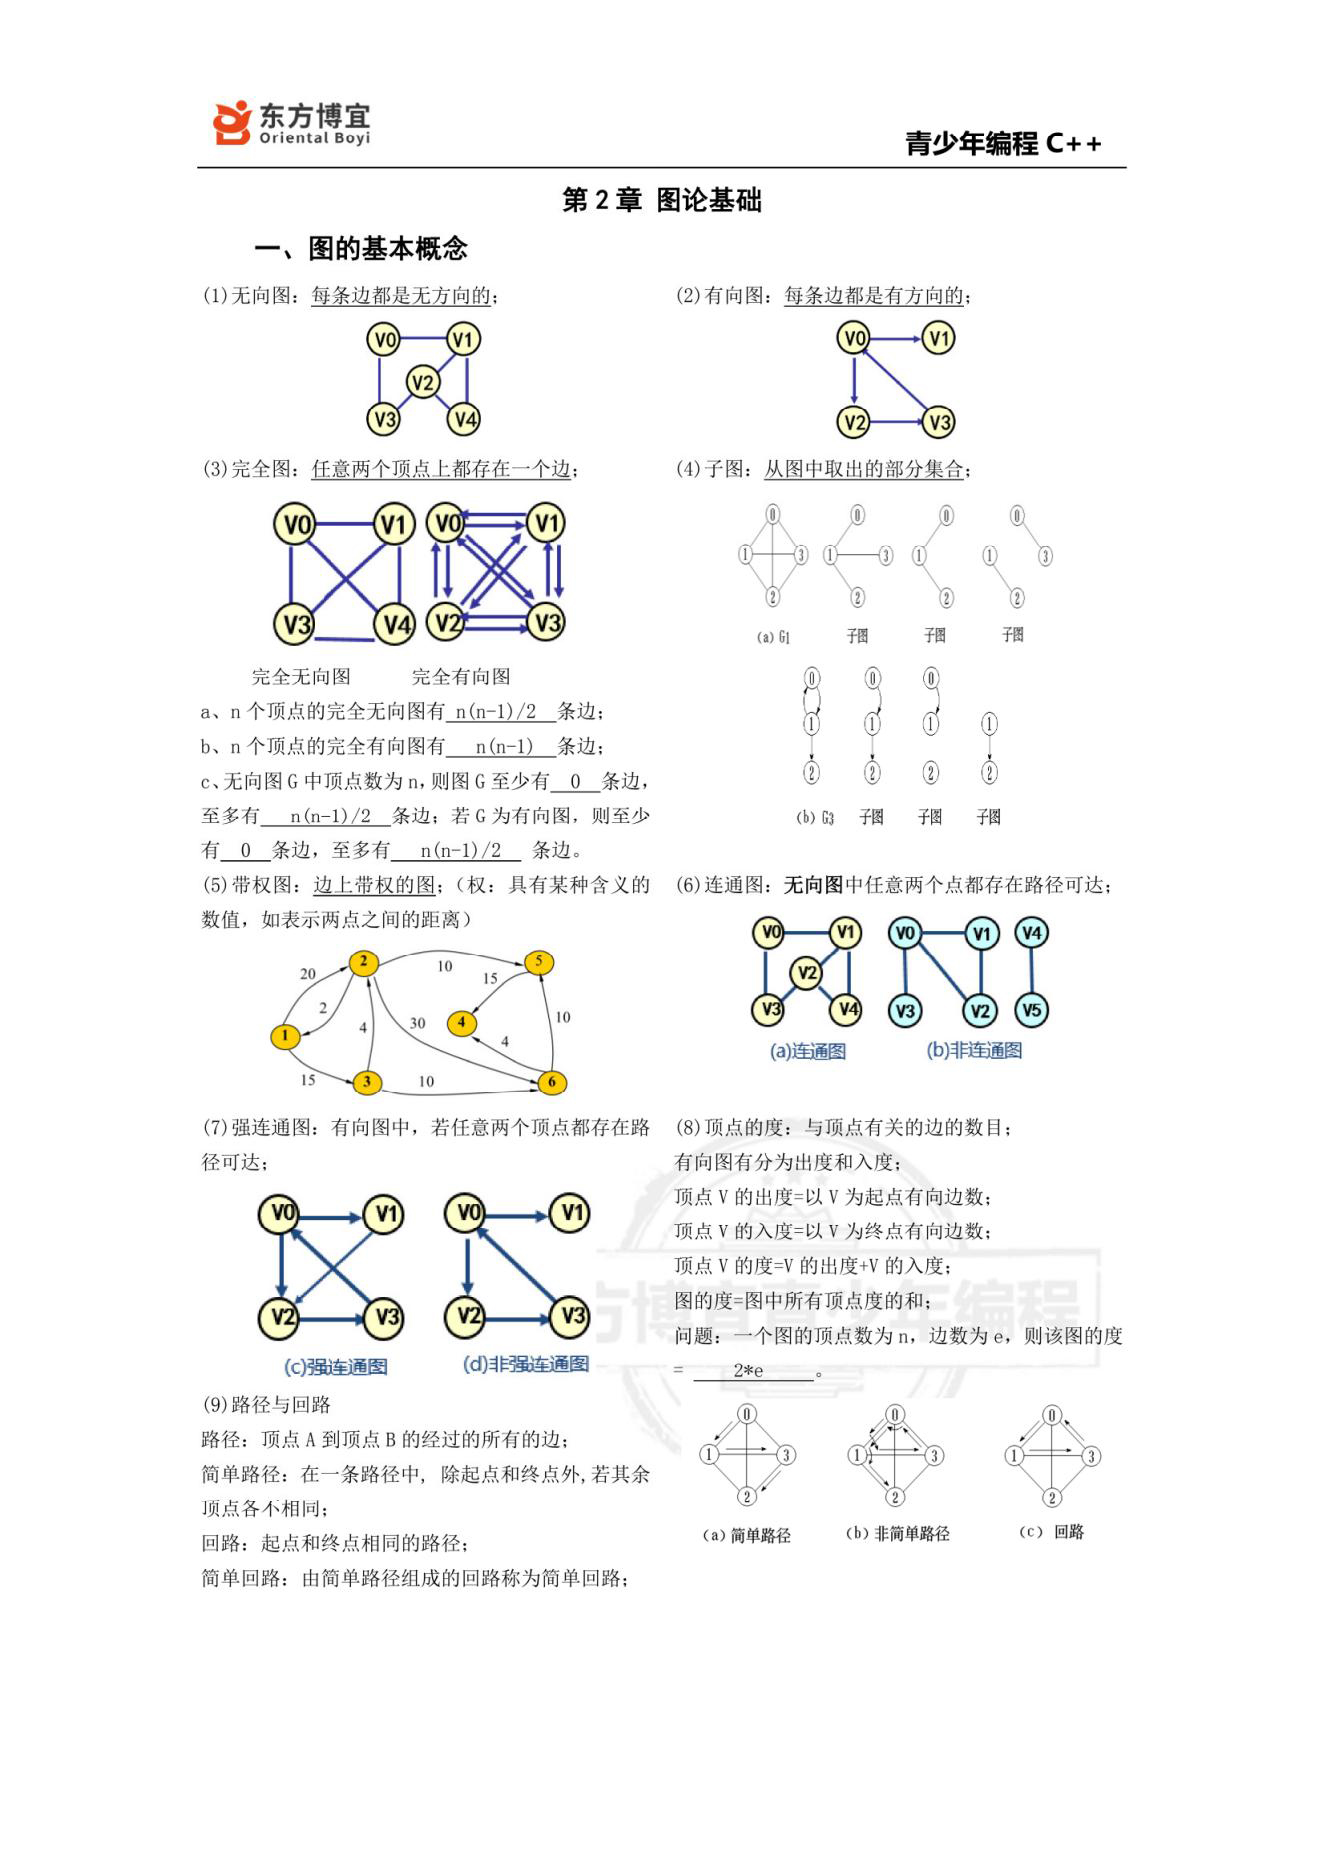 东方博宜
Oriental Boyi
青少年编程 C++
第 2 章 图论基础
一、图的基本概念
(1)无向图：每条边都是无方向的；
V0 V1
V2
V3 V4
(2)有向图：每条边都是有方向的；
V0 V1
V2 V3
(3)完全图：任意两个顶点上都存在一个边；
V0 V1 V0 V1
V3 V4 V2 V3
完全无向图 完全有向图
a、n 个顶点的完全无向图有 n(n-1)/2 条边；
b、n 个顶点的完全有向图有 n(n-1) 条边；
c、无向图 G 中顶点数为 n，则图 G 至少有 0 条边，
至多有 n(n-1)/2 条边；若 G 为有向图，则至少
有 0 条边，至多有 n(n-1)/2 条边。
(4)子图：从图中取出的部分集合；
0 0 0 0
1 3 1 3 1 1 3
2 2 2 2
(a)G1 子图 子图 子图
0 0 0
1 1 1 1
2 2 2 2
(b)G3 子图 子图 子图
(5)带权图：边上带权的图；（权：具有某种含义的
数值，如表示两点之间的距离）
2 10 5
20 15
2 4 30 4 10
1 4
15 3 10 6
(6)连通图：无向图中任意两个点都存在路径可达；
V0 V1 V0 V1 V4
V2
V3 V4 V3 V2 V5
(a)连通图 (b)非连通图
(7)强连通图：有向图中，若任意两个顶点都存在路
径可达；
V0 V1 V0 V1
V2 V3 V2 V3
(c)强连通图 (d)非强连通图
(8)顶点的度：与顶点有关的边的数目；
有向图有分为出度和入度；
顶点 V 的出度=以 V 为起点有向边数；
顶点 V 的入度=以 V 为终点有向边数；
顶点 V 的度=V 的出度+V 的入度；
图的度=图中所有顶点度的和；
问题：一个图的顶点数为 n，边数为 e，则该图的度
= 2*e 。
(9)路径与回路
路径：顶点 A 到顶点 B 的经过的所有的边；
简单路径：在一条路径中, 除起点和终点外,若其余
顶点各不相同；
回路：起点和终点相同的路径；
简单回路：由简单路径组成的回路称为简单回路；
0 0 0
1 3 1 3 1 3
2 2 2
(a)简单路径 (b)非简单路径 (c) 回路
方博宜青少年编程